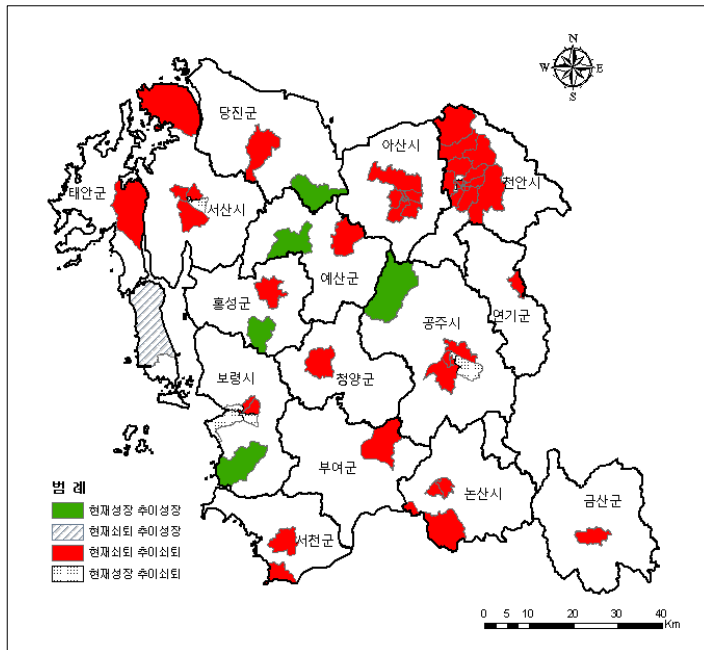 N
W E
S
당진군
아산시
천안시
태안군
서산시
예산군
홍성군
공주시
연기군
보령시
청양군
부여군
논산시
금산군
서천군
범 례
현재성장 추이성장
현재쇠퇴 추이성장
현재쇠퇴 추이쇠퇴
현재성장 추이쇠퇴
0 5 10 20 30 40
Km